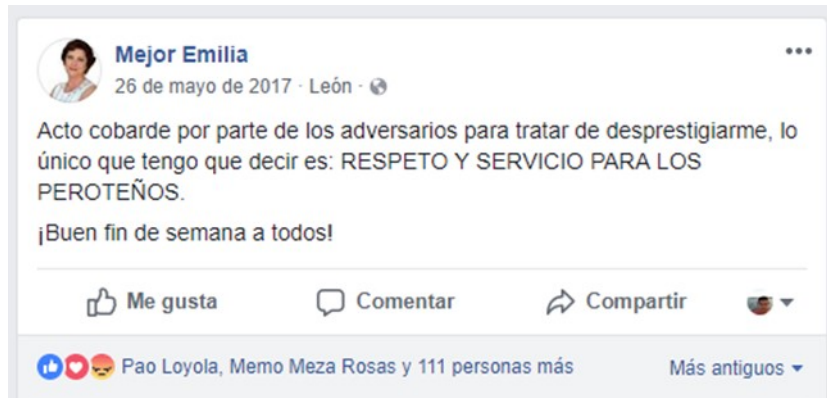 Mejor Emilia
26 de mayo de 2017 · León ·
Acto cobarde por parte de los adversarios para tratar de desprestigiarme, lo
único que tengo que decir es: RESPETO Y SERVICIO PARA LOS
PEROTEÑOS.
¡Buen fin de semana a todos!
Me gusta Comentar Compartir
Pao Loyola, Memo Meza Rosas y 111 personas más Más antiguos